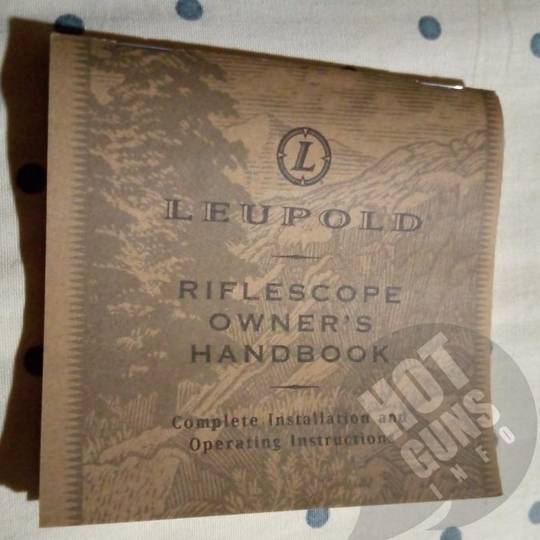 L
LEUPOLD
RIFLESCOPE
OWNER'S
HANDBOOK
Complete Installation and
Operating Instructions
HOT
GUNS
INFO